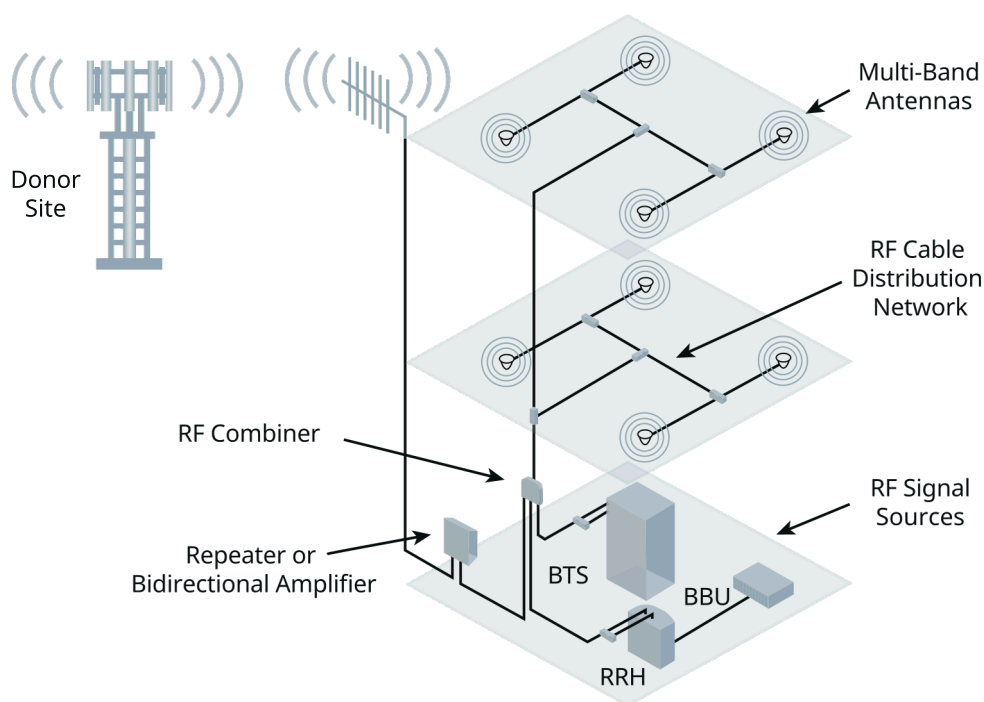 Multi-Band
Antennas
Donor
Site
RF Cable
Distribution
Network
RF Combiner
RF Signal
Sources
Repeater or
Bidirectional Amplifier
BTS
BBU
RRH